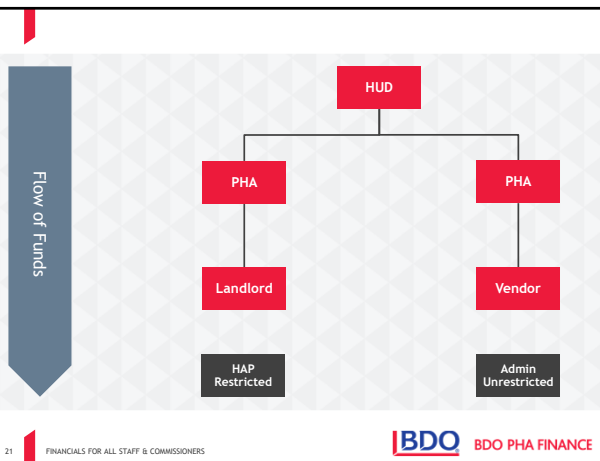 HUD
Flow of Funds
PHA
PHA
Landlord
Vendor
HAP
Restricted
Admin
Unrestricted
21
FINANCIALS FOR ALL STAFF & COMMISSIONERS
BDO
BDO PHA FINANCE